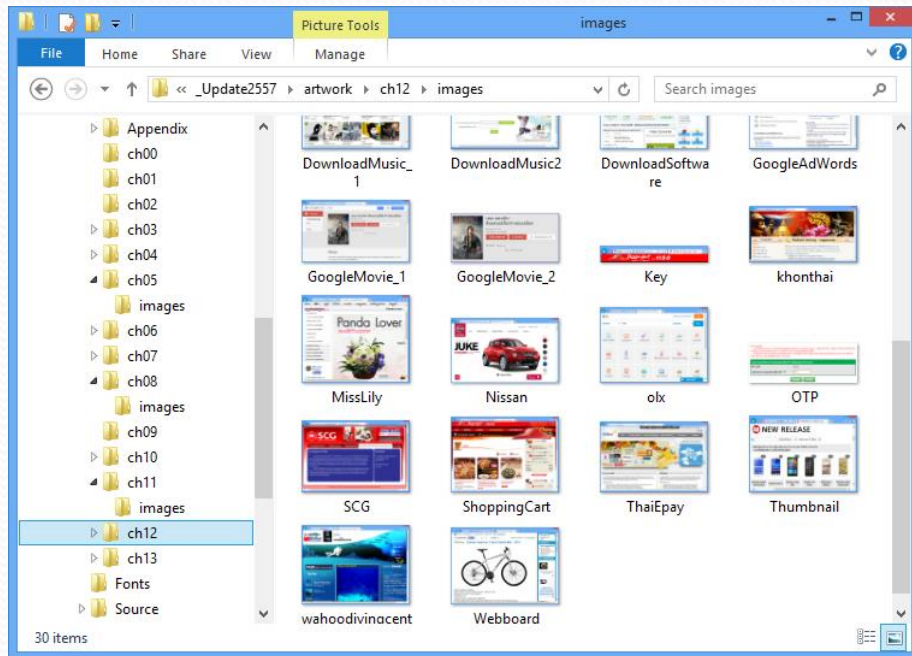 Picture Tools
images
File
Home
Share
View
Manage
« _Update2557 ▸ artwork ▸ ch12 ▸ images
Search images
Appendix
ch00
ch01
ch02
ch03
ch04
ch05
images
ch06
ch07
ch08
images
ch09
ch10
ch11
images
ch12
ch13
Fonts
Source
DownloadMusic_
1
DownloadMusic2
DownloadSoftwa
re
GoogleAdWords
GoogleMovie_1
GoogleMovie_2
Key
khonthai
Panda Lover
MissLily
JUKE
Nissan
olx
OTP
SCG
SCG
ShoppingCart
ThaiEpay
NEW RELEASE
Thumbnail
wahoodivingcent
Webboard
30 items